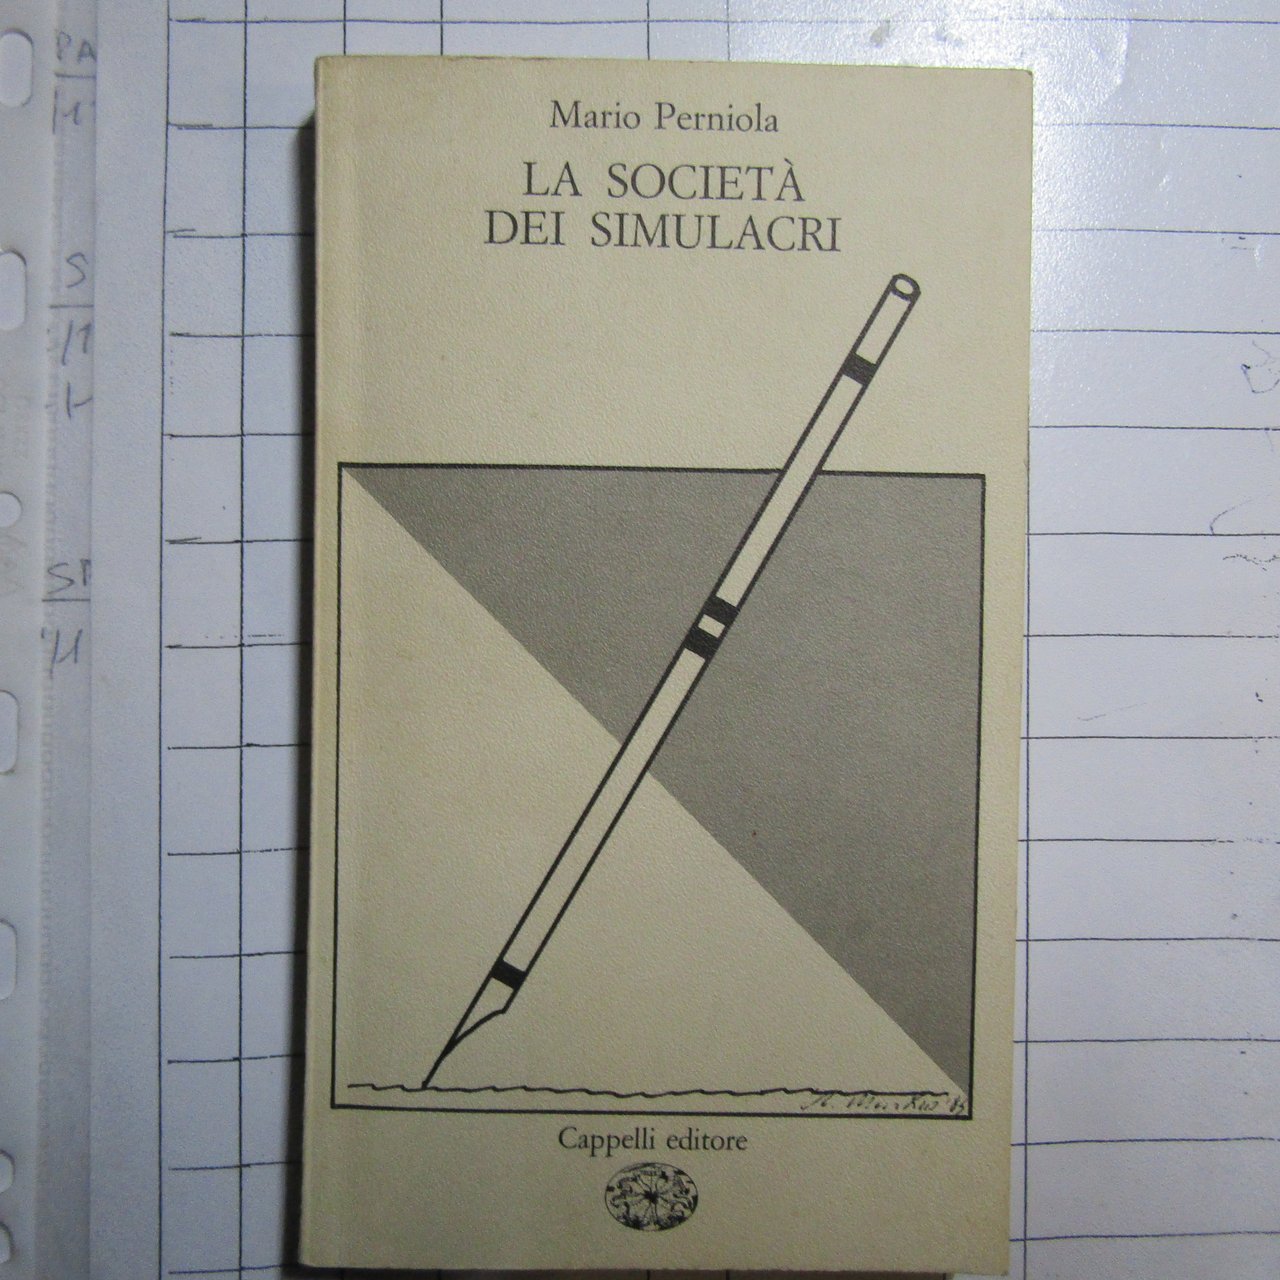 Mario Perniola
LA SOCIETÀ
DEI SIMULACRI
Cappelli editore